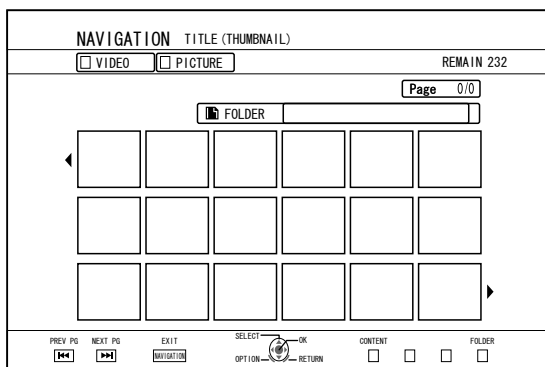 NAVIGATION TITLE (THUMBNAIL)
VIDEO PICTURE REMAIN 232
Page 0/0
FOLDER
PREV PG NEXT PG EXIT SELECT OK CONTENT FOLDER
NAVIGATION OPTION RETURN